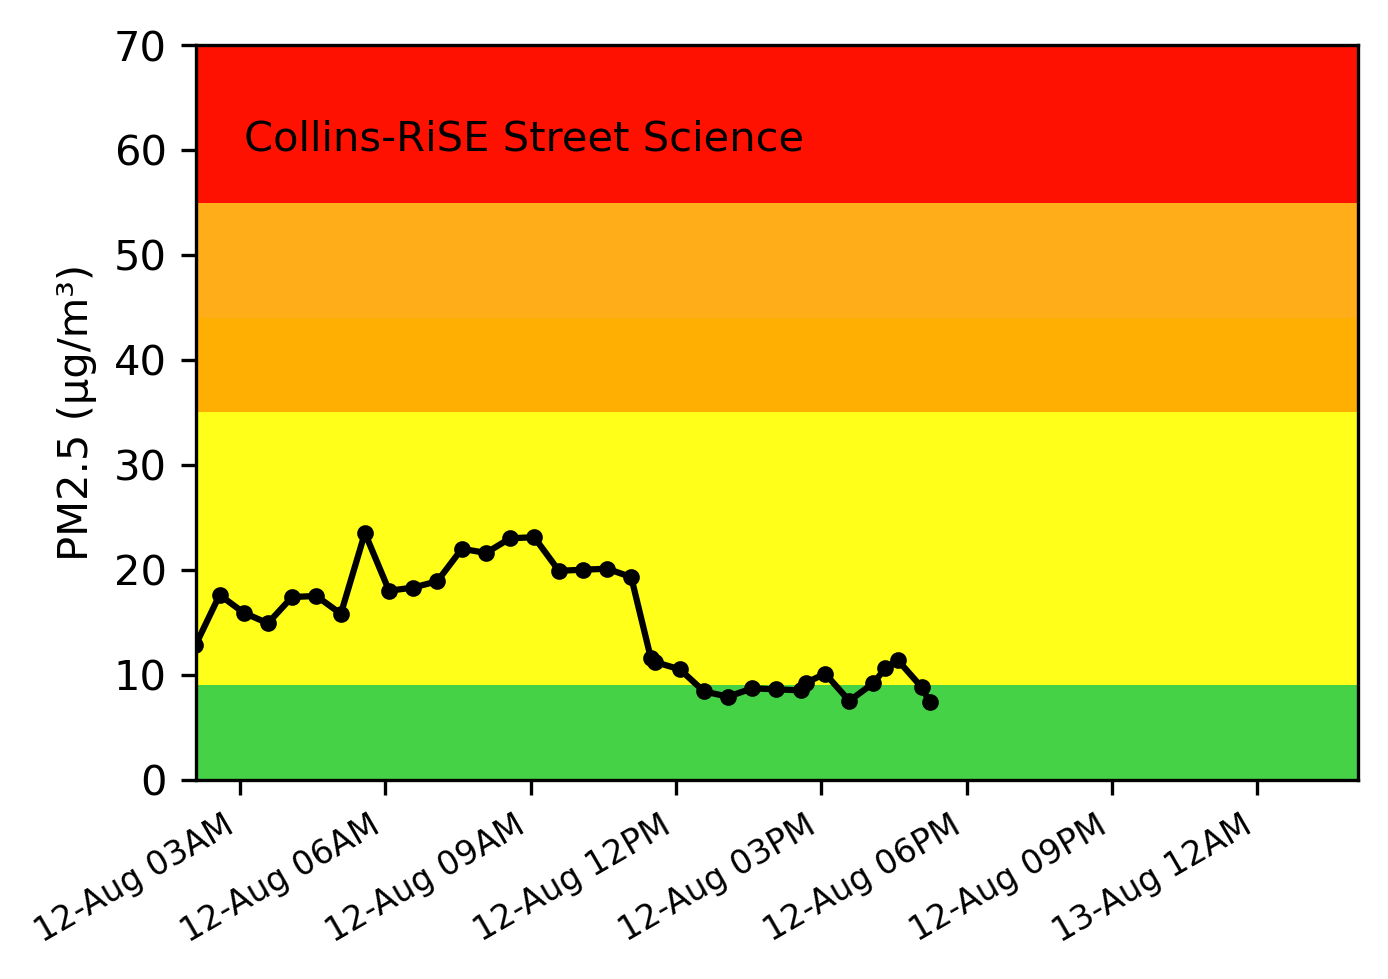 Collins-RiSE Street Science
PM2.5 (µg/m³)
70
60
50
40
30
20
10
0
12-Aug 03AM
12-Aug 06AM
12-Aug 09AM
12-Aug 12PM
12-Aug 03PM
12-Aug 06PM
12-Aug 09PM
13-Aug 12AM